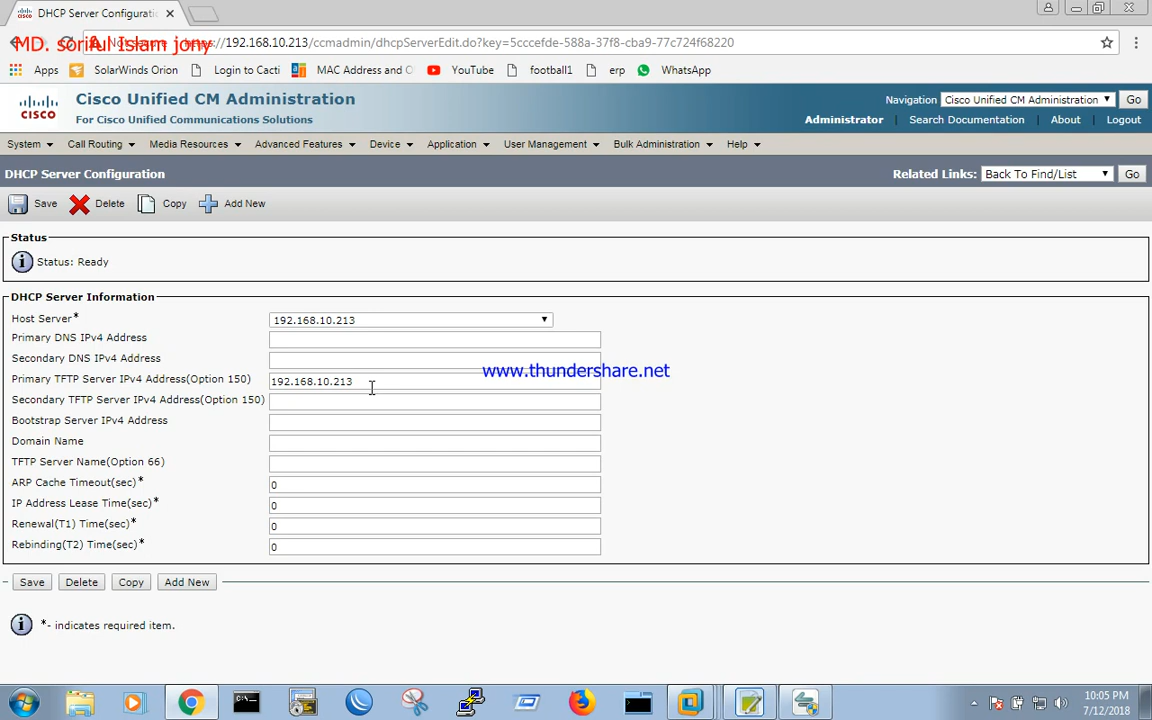 DHCP Server Configuratio
MD. soriful Islam jony
https://192.168.10.213/ccmadmin/dhcpServerEdit.do?key=5cccefde-588a-37f8-cba9-77c724f68220
Apps SolarWinds Orion Login to Cacti MAC Address and C YouTube football1 erp WhatsApp
CISCO
Cisco Unified CM Administration
For Cisco Unified Communications Solutions
Navigation Cisco Unified CM Administration Go
Administrator | Search Documentation | About | Logout
System Call Routing Media Resources Advanced Features Device Application User Management Bulk Administration Help
DHCP Server Configuration Related Links: Back To Find/List Go
Save Delete Copy Add New
Status
Status: Ready
DHCP Server Information
Host Server* 192.168.10.213
Primary DNS IPv4 Address
Secondary DNS IPv4 Address
www.thundershare.net
Primary TFTP Server IPv4 Address(Option 150) 192.168.10.213
Secondary TFTP Server IPv4 Address(Option 150)
Bootstrap Server IPv4 Address
Domain Name
TFTP Server Name(Option 66)
ARP Cache Timeout(sec)* 0
IP Address Lease Time(sec)* 0
Renewal(T1) Time(sec)* 0
Rebinding(T2) Time(sec)* 0
Save Delete Copy Add New
*- indicates required item.
C:\
10:05 PM
7/12/2018